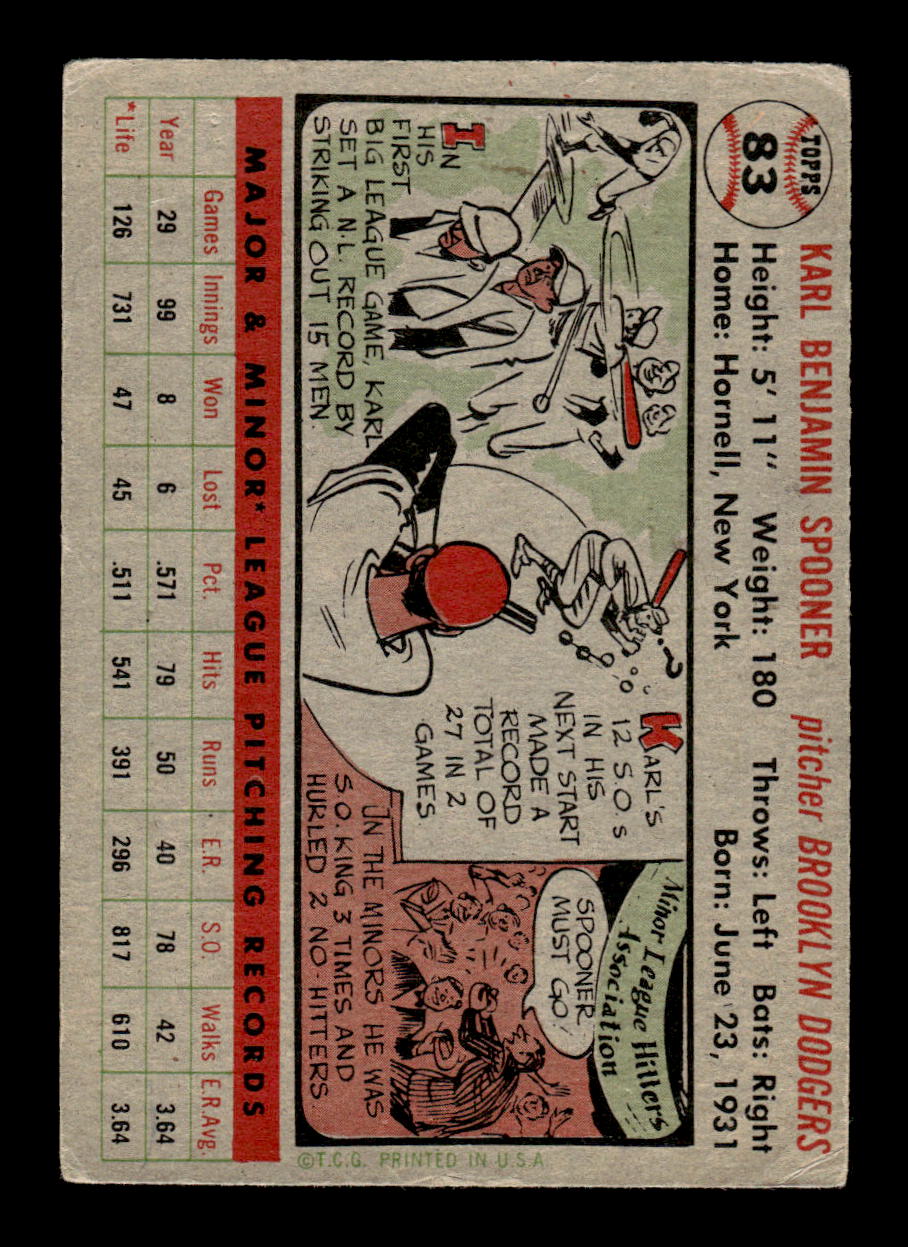 TOPPS
83
KARL BENJAMIN SPOONER pitcher BROOKLYN DODGERS
Height: 5' 11" Weight: 180 Throws: Left Bats: Right
Home: Hornell, New York Born: June 23, 1931
IN
HIS
FIRST
BIG LEAGUE GAME, KARL
SET A N.L. RECORD BY
STRIKING OUT 15 MEN.
?
KARL'S
12 S.O.s
IN HIS
NEXT START
MADE A
RECORD
TOTAL OF
27 IN 2
GAMES.
Minor League Hitters
Association
SPOONER
MUST GO!
IN THE MINORS HE WAS
S.O. KING 3 TIMES AND
HURLED 2 NO-HITTERS.
©T.C.G. PRINTED IN U.S.A.
MAJOR & MINOR* LEAGUE PITCHING RECORDS
Games Innings Won Lost Pct. Hits Runs E.R. S.O. Walks E.R.Avg.
Year 29 99 8 6 .571 79 50 40 78 42 3.64
*Life 126 731 47 45 .511 541 391 296 817 610 3.64